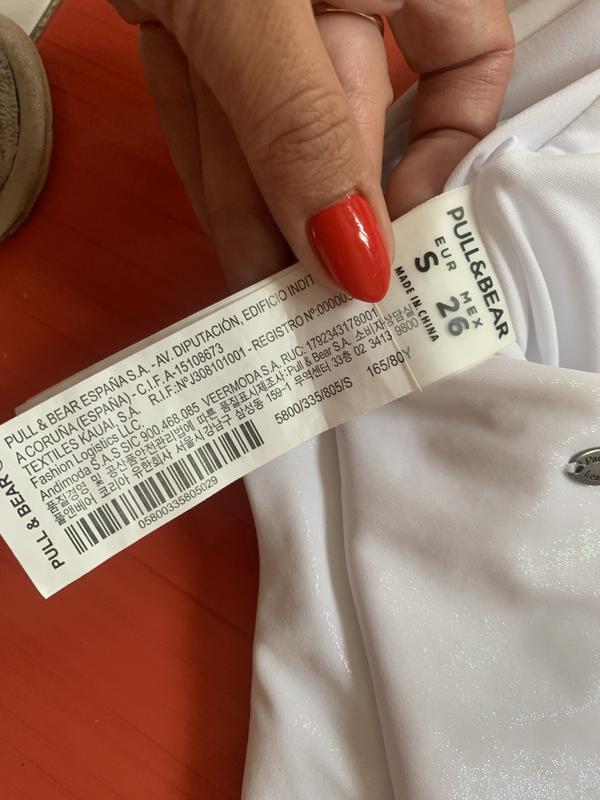 PULL&BEAR
EUR MEX
S 26
MADE IN CHINA
PULL & BEAR ESPAÑA S.A. - AV. DIPUTACIÓN, EDIFICIO INDIT
A CORUÑA (ESPAÑA) - C.I.F. A-15108673
TEXTILES KAUAI, S.A. R.I.F.:Nº J308101001 - REGISTRO Nº:00000
Fashion Logistics LLC.
Andimoda S.A.S SIC 900.468.085 VEERMODA S.A. RUC: 1792343178001
품질경영 및 공산품안전관리법에 따른 품질표시제조자:Pull & Bear S.A. 소비자상담실
풀앤베어 코리아 유한회사 서울시 강남구 삼성동 159-1 무역센터 33층 02 3413 9800
5800/335/805/S 165/80Y
05800335805029
PULL & BEAR